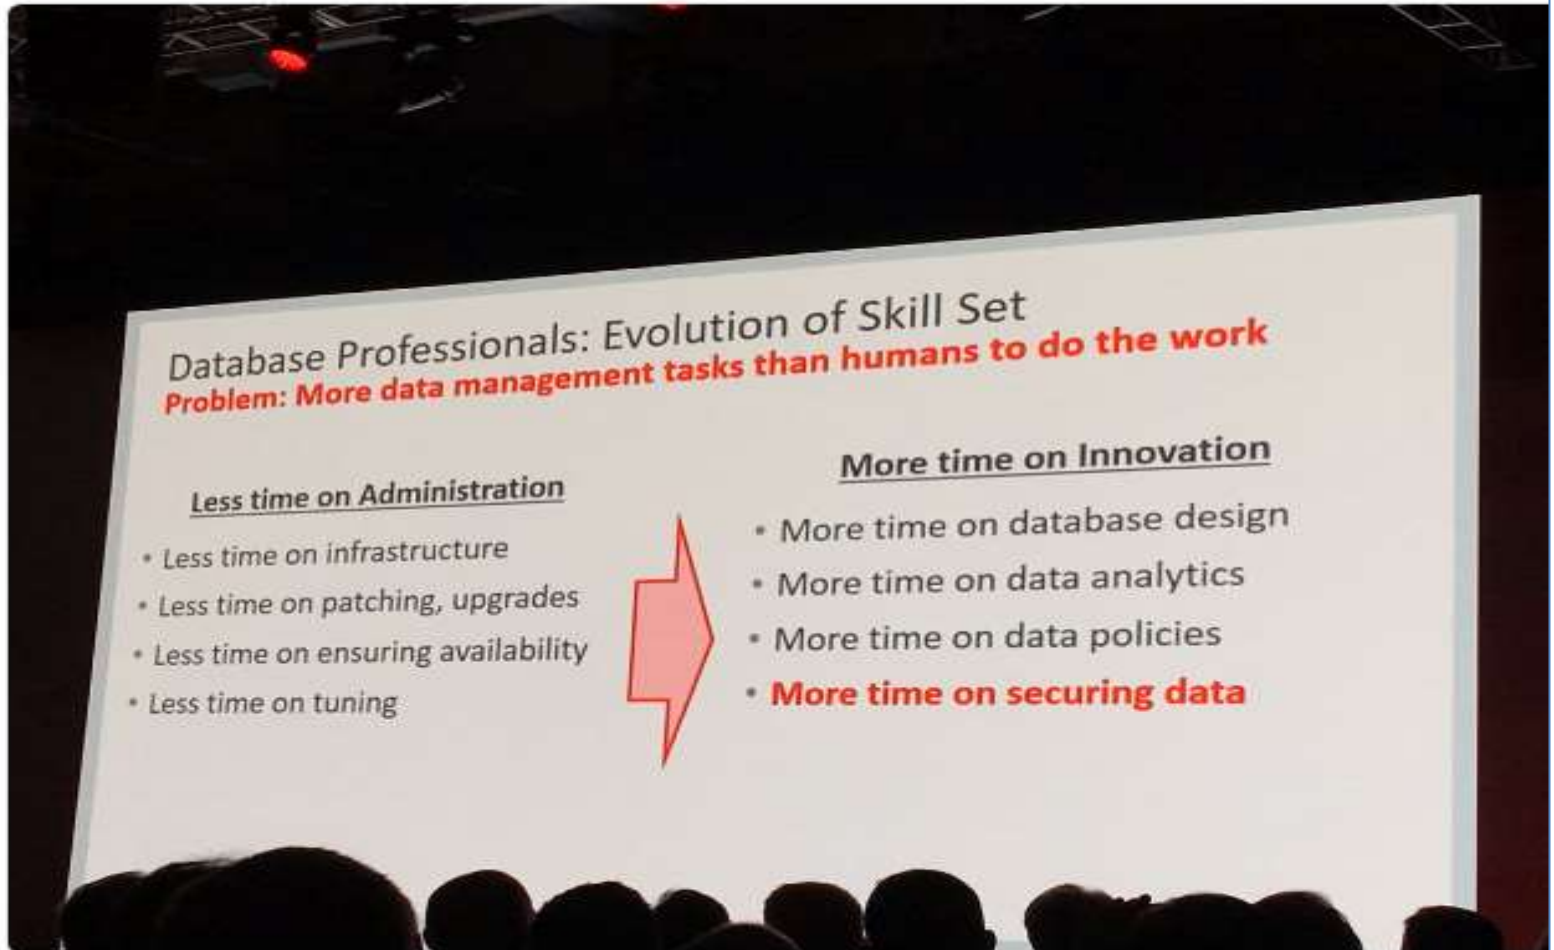 Database Professionals: Evolution of Skill Set
Problem: More data management tasks than humans to do the work
Less time on Administration
• Less time on infrastructure
• Less time on patching, upgrades
• Less time on ensuring availability
• Less time on tuning
More time on Innovation
• More time on database design
• More time on data analytics
• More time on data policies
• More time on securing data